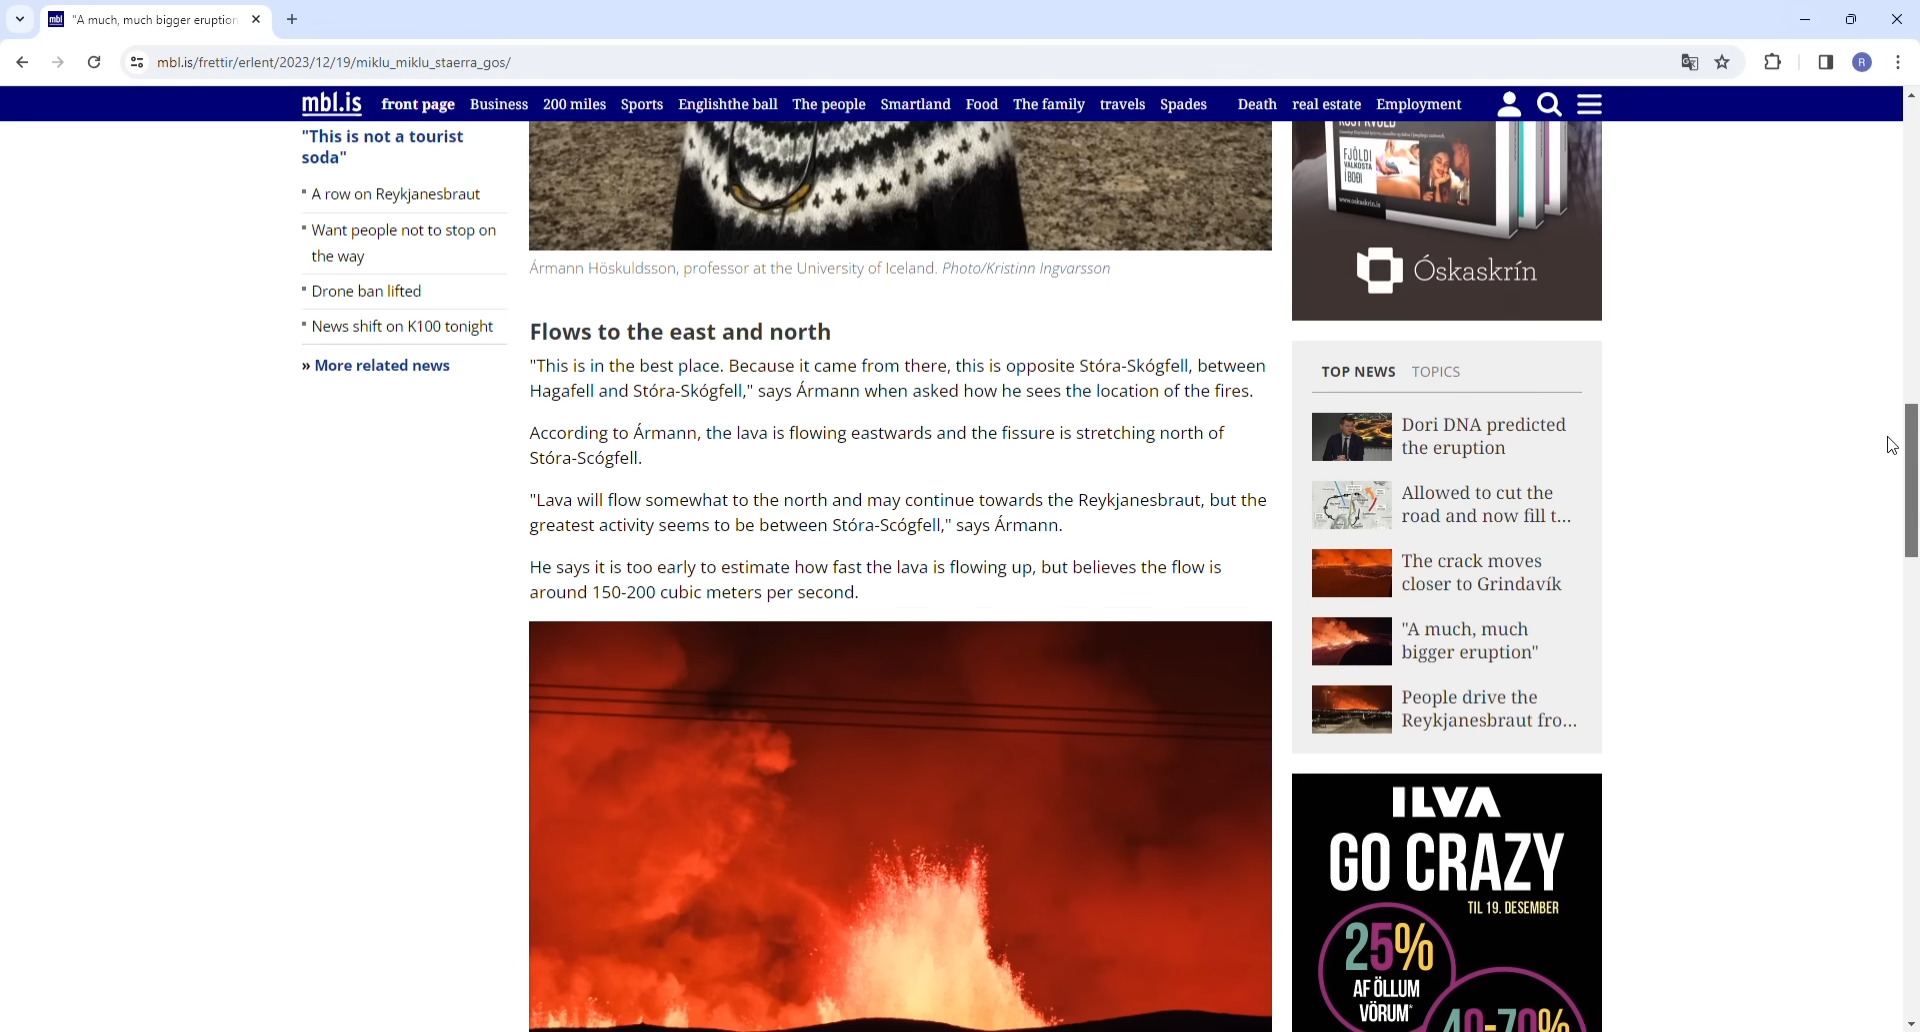 "A much, much bigger eruption
mbl.is/frettir/erlent/2023/12/19/miklu_miklu_staerra_gos/
R
mbl.is front page Business 200 miles Sports Englishthe ball The people Smartland Food The family travels Spades Death real estate Employment
"This is not a tourist
soda"
A row on Reykjanesbraut
Want people not to stop on
the way
Drone ban lifted
News shift on K100 tonight
» More related news
Ármann Höskuldsson, professor at the University of Iceland. Photo/Kristinn Ingvarsson
Flows to the east and north
"This is in the best place. Because it came from there, this is opposite Stóra-Skógfell, between
Hagafell and Stóra-Skógfell," says Ármann when asked how he sees the location of the fires.
According to Ármann, the lava is flowing eastwards and the fissure is stretching north of
Stóra-Scógfell.
"Lava will flow somewhat to the north and may continue towards the Reykjanesbraut, but the
greatest activity seems to be between Stóra-Scógfell," says Ármann.
He says it is too early to estimate how fast the lava is flowing up, but believes the flow is
around 150-200 cubic meters per second.
FJÖLDI
VALKOSTA
Í BOÐI
www.oskaskrin.is
Óskaskrín
TOP NEWS TOPICS
Dori DNA predicted
the eruption
Allowed to cut the
road and now fill t...
The crack moves
closer to Grindavík
"A much, much
bigger eruption"
People drive the
Reykjanesbraut fro...
ILVA
GO CRAZY
TIL 19. DESEMBER
25%
AF ÖLLUM
VÖRUM*
40-70%